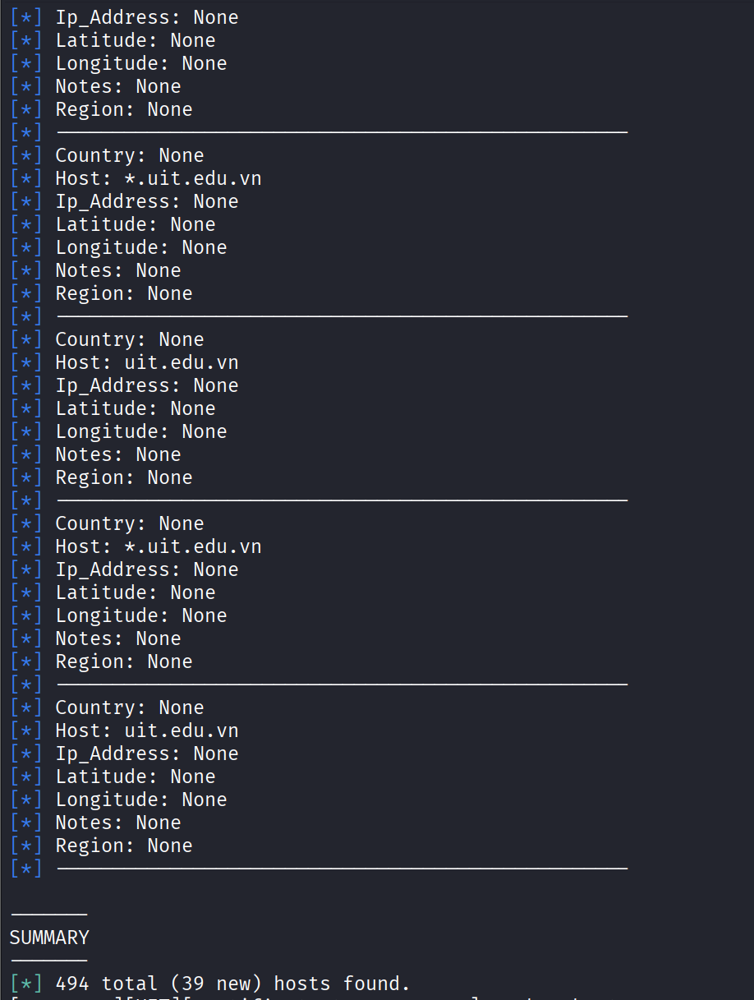 [*] Ip_Address: None
[*] Latitude: None
[*] Longitude: None
[*] Notes: None
[*] Region: None
[*] ──────────────────────────────────────────────────
[*] Country: None
[*] Host: *.uit.edu.vn
[*] Ip_Address: None
[*] Latitude: None
[*] Longitude: None
[*] Notes: None
[*] Region: None
[*] ──────────────────────────────────────────────────
[*] Country: None
[*] Host: uit.edu.vn
[*] Ip_Address: None
[*] Latitude: None
[*] Longitude: None
[*] Notes: None
[*] Region: None
[*] ──────────────────────────────────────────────────
[*] Country: None
[*] Host: *.uit.edu.vn
[*] Ip_Address: None
[*] Latitude: None
[*] Longitude: None
[*] Notes: None
[*] Region: None
[*] ──────────────────────────────────────────────────
[*] Country: None
[*] Host: uit.edu.vn
[*] Ip_Address: None
[*] Latitude: None
[*] Longitude: None
[*] Notes: None
[*] Region: None
[*] ──────────────────────────────────────────────────
───────
SUMMARY
───────
[*] 494 total (39 new) hosts found.